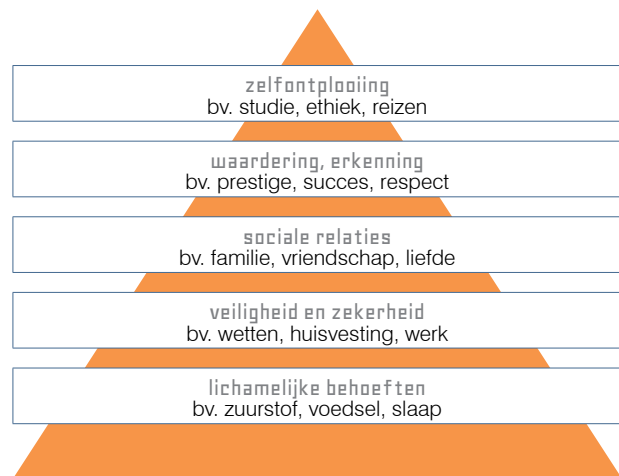 zelfontplooiing
bv. studie, ethiek, reizen
waardering, erkenning
bv. prestige, succes, respect
sociale relaties
bv. familie, vriendschap, liefde
veiligheid en zekerheid
bv. wetten, huisvesting, werk
lichamelijke behoeften
bv. zuurstof, voedsel, slaap